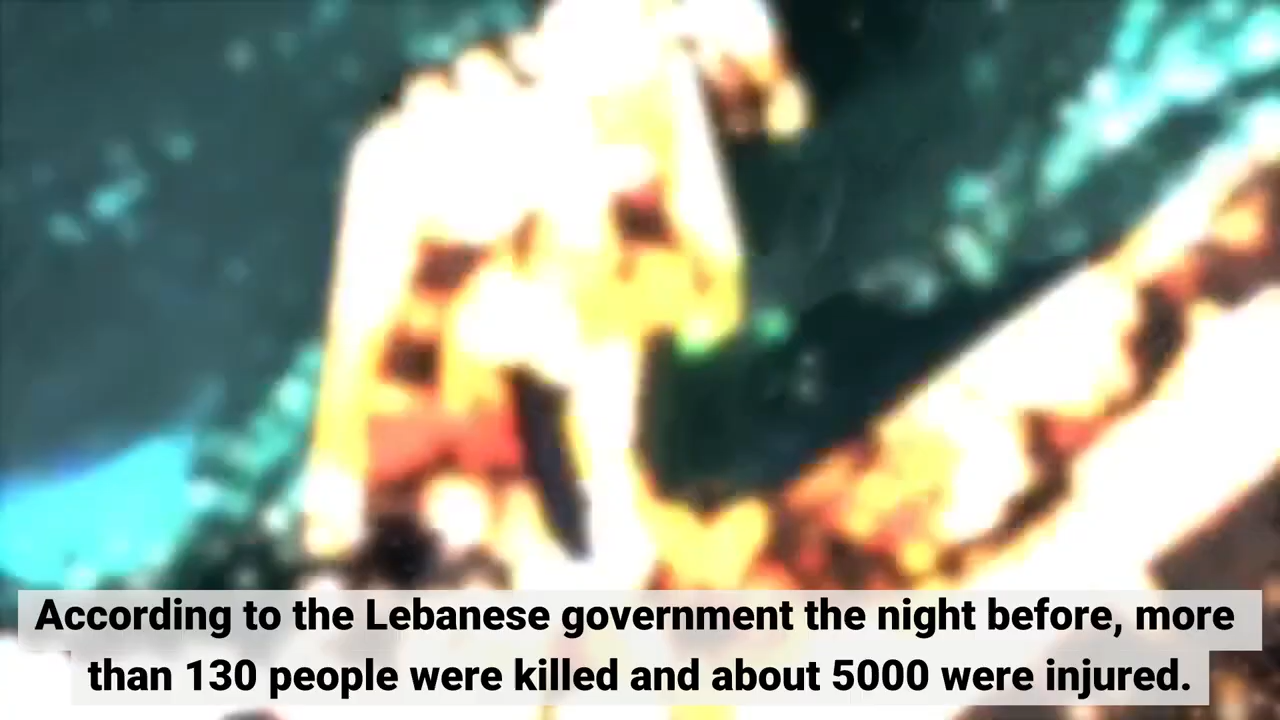 According to the Lebanese government the night before, more
than 130 people were killed and about 5000 were injured.